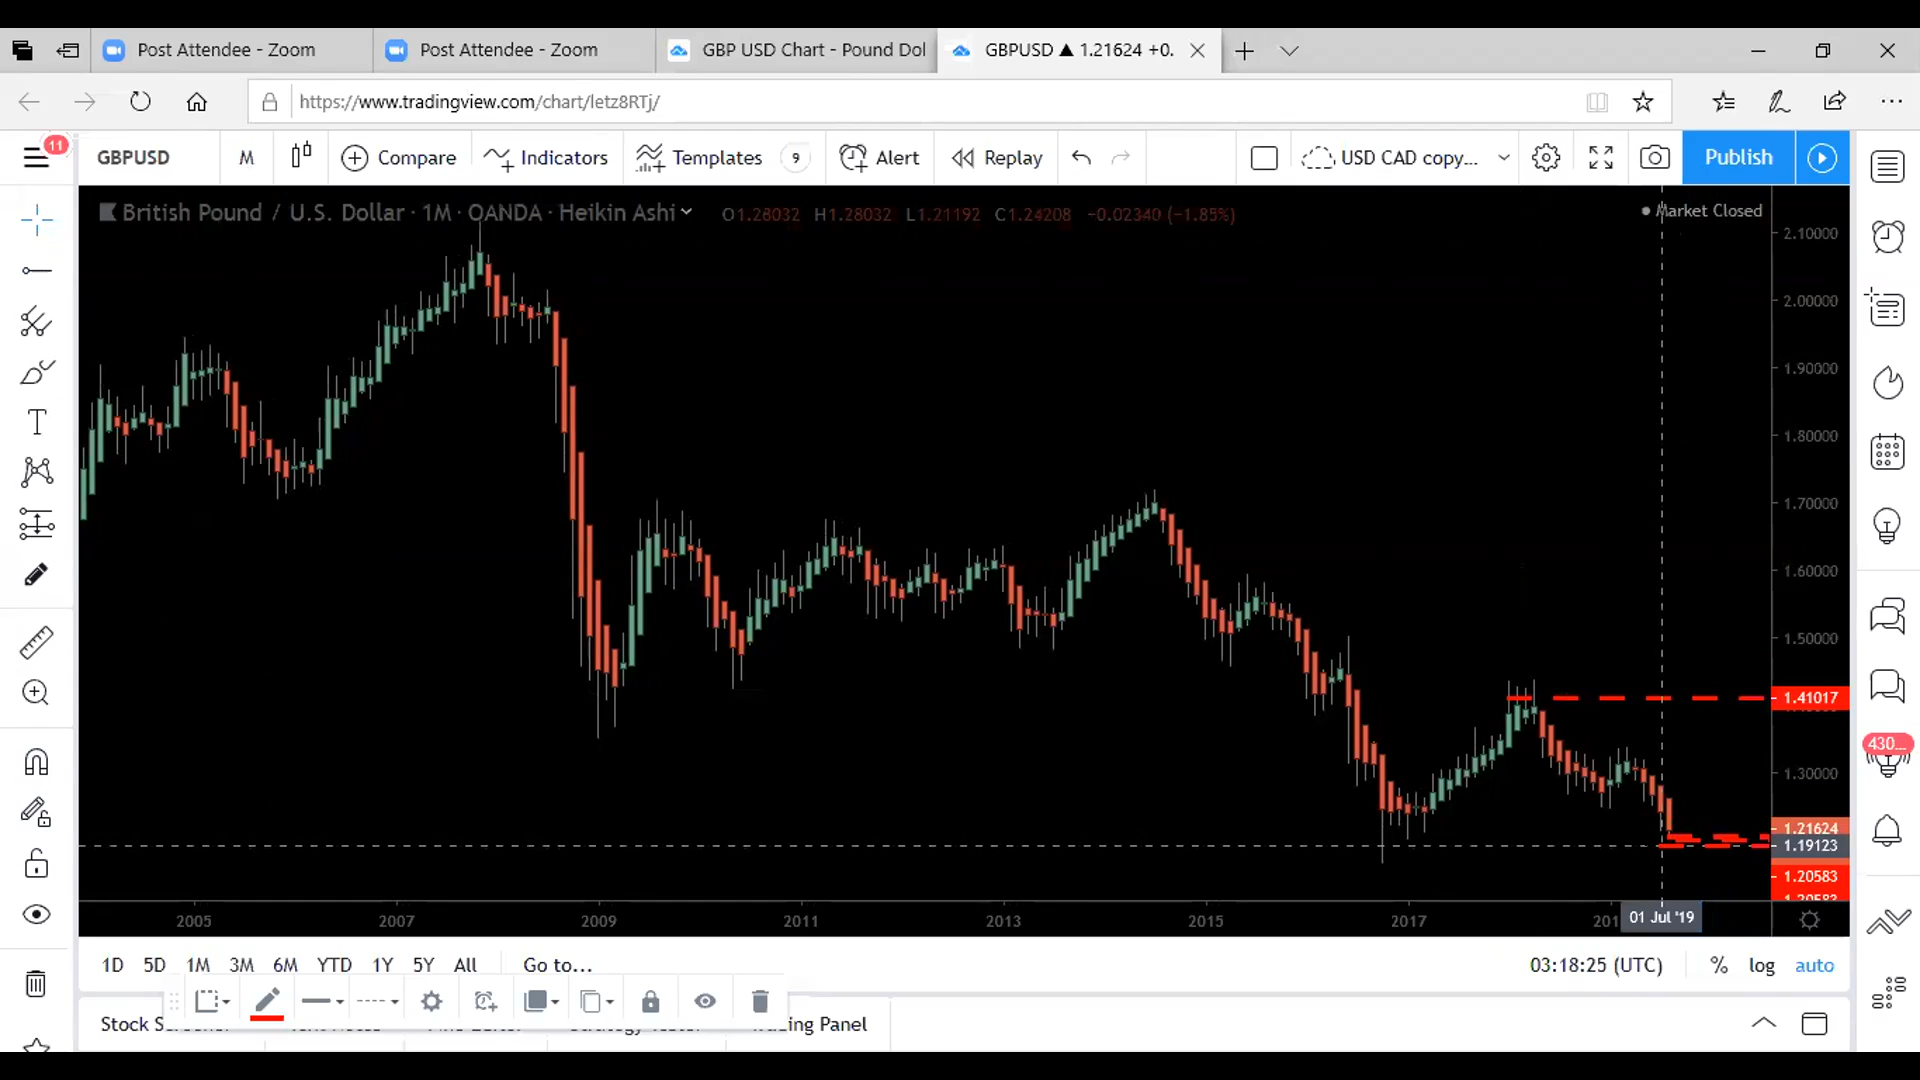 Post Attendee - Zoom
Post Attendee - Zoom
GBP USD Chart - Pound Dol
GBPUSD ▲ 1.21624 +0.
https://www.tradingview.com/chart/letz8RTj/
11
GBPUSD
M
Compare
Indicators
Templates
9
Alert
Replay
USD CAD copy...
Publish
British Pound / U.S. Dollar · 1M · OANDA · Heikin Ashi
O1.28032 H1.28032 L1.21192 C1.24208 −0.02340 (−1.85%)
Market Closed
2.10000
2.00000
1.90000
1.80000
1.70000
1.60000
1.50000
1.41017
1.30000
1.21624
1.19123
1.20583
430...
2005
2007
2009
2011
2013
2015
2017
201
01 Jul '19
1D 5D 1M 3M 6M YTD 1Y 5Y All
Go to...
03:18:25 (UTC)
% log auto
Stock
ing Panel